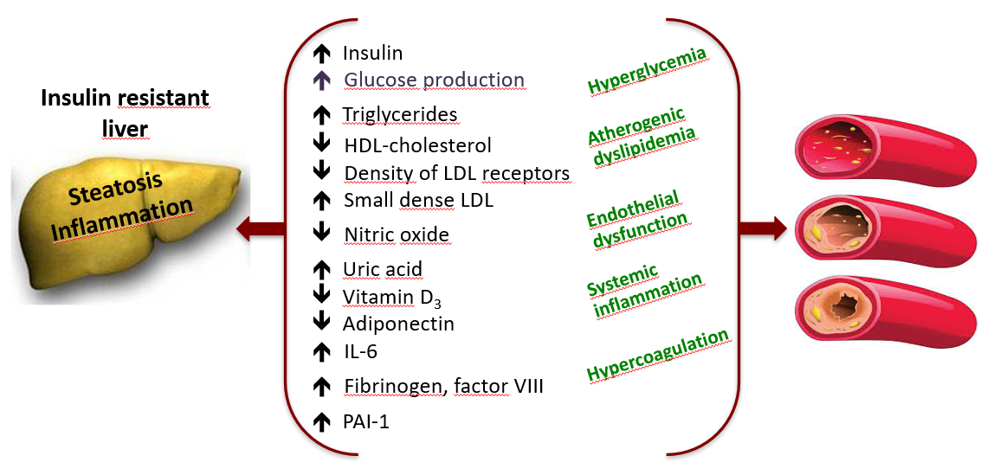 Insulin resistant
liver
Steatosis
Inflammation
↑ Insulin
↑ Glucose production
↑ Triglycerides
↓ HDL-cholesterol
↓ Density of LDL receptors
↑ Small dense LDL
↓ Nitric oxide
↑ Uric acid
↓ Vitamin D₃
↓ Adiponectin
↑ IL-6
↑ Fibrinogen, factor VIII
↑ PAI-1
Hyperglycemia
Atherogenic
dyslipidemia
Endothelial
dysfunction
Systemic
inflammation
Hypercoagulation